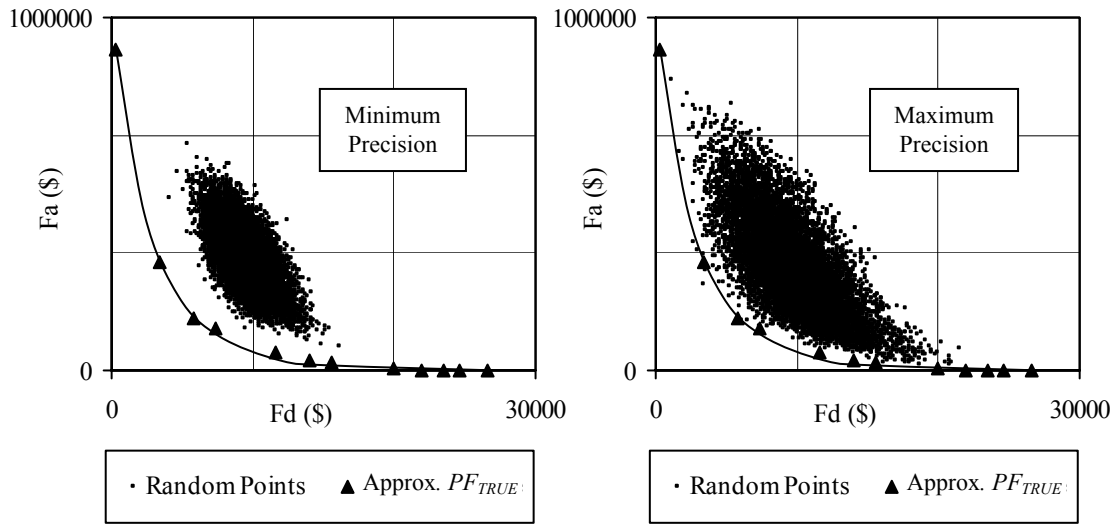 1000000
Minimum
Precision
Fa ($)
0
0
Fd ($)
30000
Random Points
Approx. PF_TRUE
1000000
Maximum
Precision
Fa ($)
0
0
Fd ($)
30000
Random Points
Approx. PF_TRUE